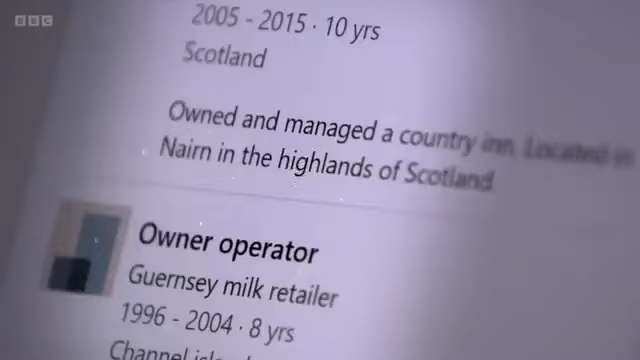 BBC
2005 - 2015 · 10 yrs
Scotland
Owned and managed a country inn. Located in
Nairn in the highlands of Scotland.
Owner operator
Guernsey milk retailer
1996 - 2004 · 8 yrs
Channel